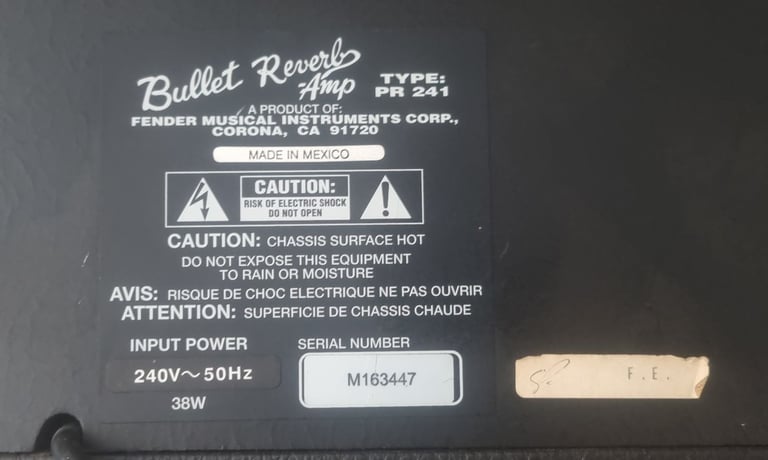 Bullet Reverb
-Amp
TYPE:
PR 241
A PRODUCT OF:
FENDER MUSICAL INSTRUMENTS CORP.,
CORONA, CA 91720
MADE IN MEXICO
CAUTION:
RISK OF ELECTRIC SHOCK
DO NOT OPEN
CAUTION: CHASSIS SURFACE HOT
DO NOT EXPOSE THIS EQUIPMENT
TO RAIN OR MOISTURE
AVIS: RISQUE DE CHOC ELECTRIQUE NE PAS OUVRIR
ATTENTION: SUPERFICIE DE CHASSIS CHAUDE
INPUT POWER
240V～50Hz
38W
SERIAL NUMBER
M163447
F.E.